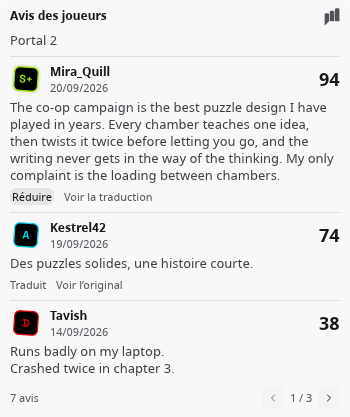 Avis des joueurs
Portal 2
S+
Mira_Quill
20/09/2026
94
The co-op campaign is the best puzzle design I have
played in years. Every chamber teaches one idea,
then twists it twice before letting you go, and the
writing never gets in the way of the thinking. My only
complaint is the loading between chambers.
Réduire Voir la traduction
A
Kestrel42
19/09/2026
74
Des puzzles solides, une histoire courte.
Traduit Voir l’original
D
Tavish
14/09/2026
38
Runs badly on my laptop.
Crashed twice in chapter 3.
7 avis
1 / 3